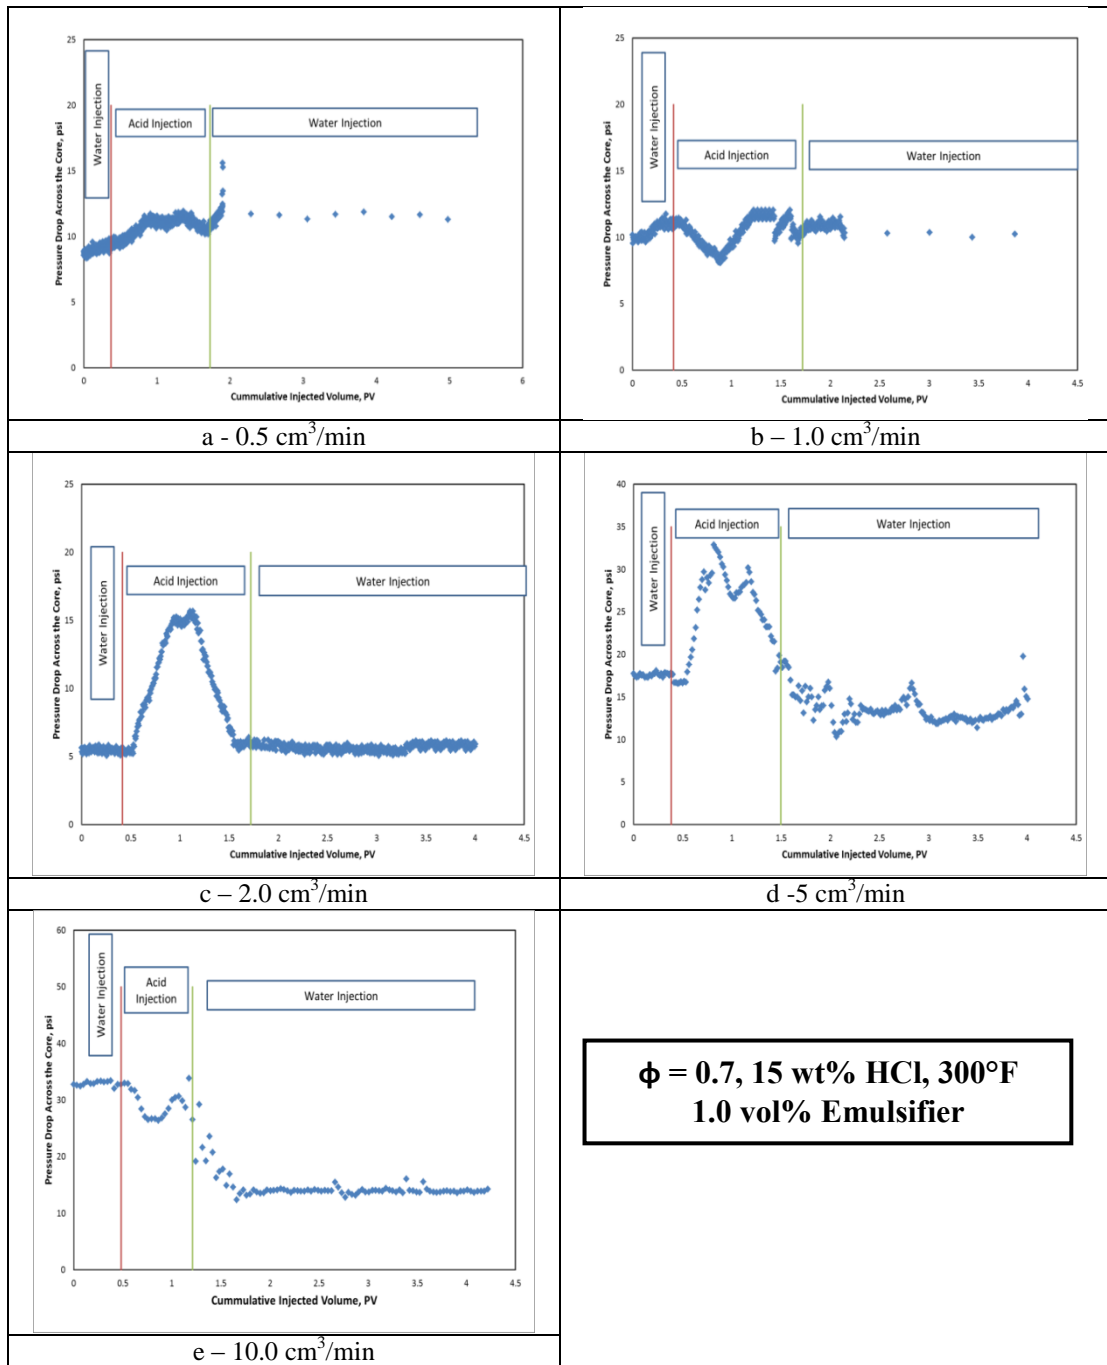 25
20
15
10
5
0
0
1
2
3
4
5
6
Pressure Drop Across the Core, psi
Cummulative Injected Volume, PV
Water Injection
Acid Injection
Water Injection
a - 0.5 cm³/min
25
20
15
10
5
0
0
0.5
1
1.5
2
2.5
3
3.5
4
4.5
Pressure Drop Across the Core, psi
Cummulative Injected Volume, PV
Water Injection
Acid Injection
Water Injection
b – 1.0 cm³/min
25
20
15
10
5
0
0
0.5
1
1.5
2
2.5
3
3.5
4
4.5
Pressure Drop Across the Core, psi
Cummulative Injected Volume, PV
Water Injection
Acid Injection
Water Injection
c – 2.0 cm³/min
40
35
30
25
20
15
10
5
0
0
0.5
1
1.5
2
2.5
3
3.5
4
4.5
Pressure Drop Across the Core, psi
Cummulative Injected Volume, PV
Water Injection
Acid Injection
Water Injection
d -5 cm³/min
60
50
40
30
20
10
0
0
0.5
1
1.5
2
2.5
3
3.5
4
4.5
Pressure Drop Across the Core, psi
Cummulative Injected Volume, PV
Water Injection
Acid
Injection
Water Injection
e – 10.0 cm³/min
ϕ = 0.7, 15 wt% HCl, 300°F
1.0 vol% Emulsifier